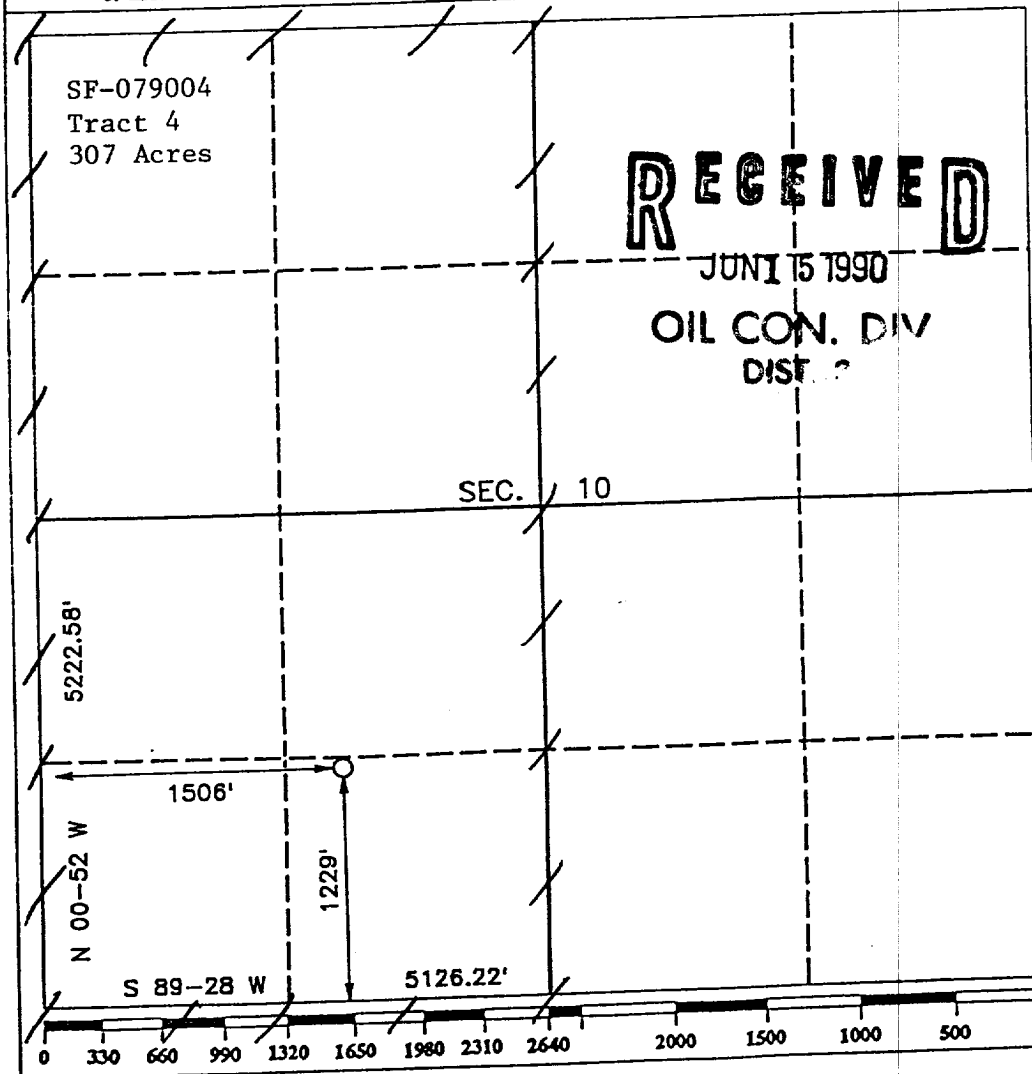 SF-079004
Tract 4
307 Acres
RECEIVED
JUN 15 1990
OIL CON. DIV
DIST.
SEC. 10
5222.58'
1506'
1229'
N 00-52 W
S 89-28 W 5126.22'
0 330 660 990 1320 1650 1980 2310 2640 2000 1500 1000 500